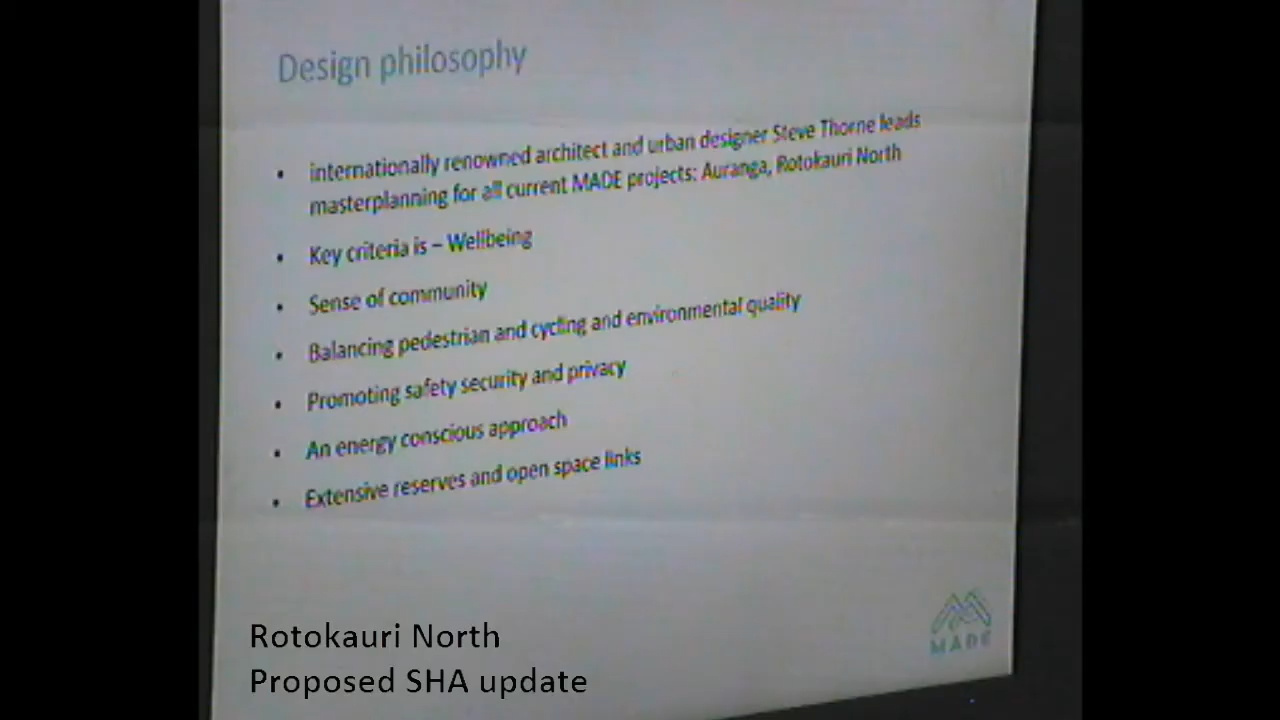 Design philosophy
• internationally renowned architect and urban designer Steve Thorne leads
masterplanning for all current MADE projects: Auranga, Rotokauri North
• Key criteria is – Wellbeing
• Sense of community
• Balancing pedestrian and cycling and environmental quality
• Promoting safety security and privacy
• An energy conscious approach
• Extensive reserves and open space links
MADE
Rotokauri North
Proposed SHA update